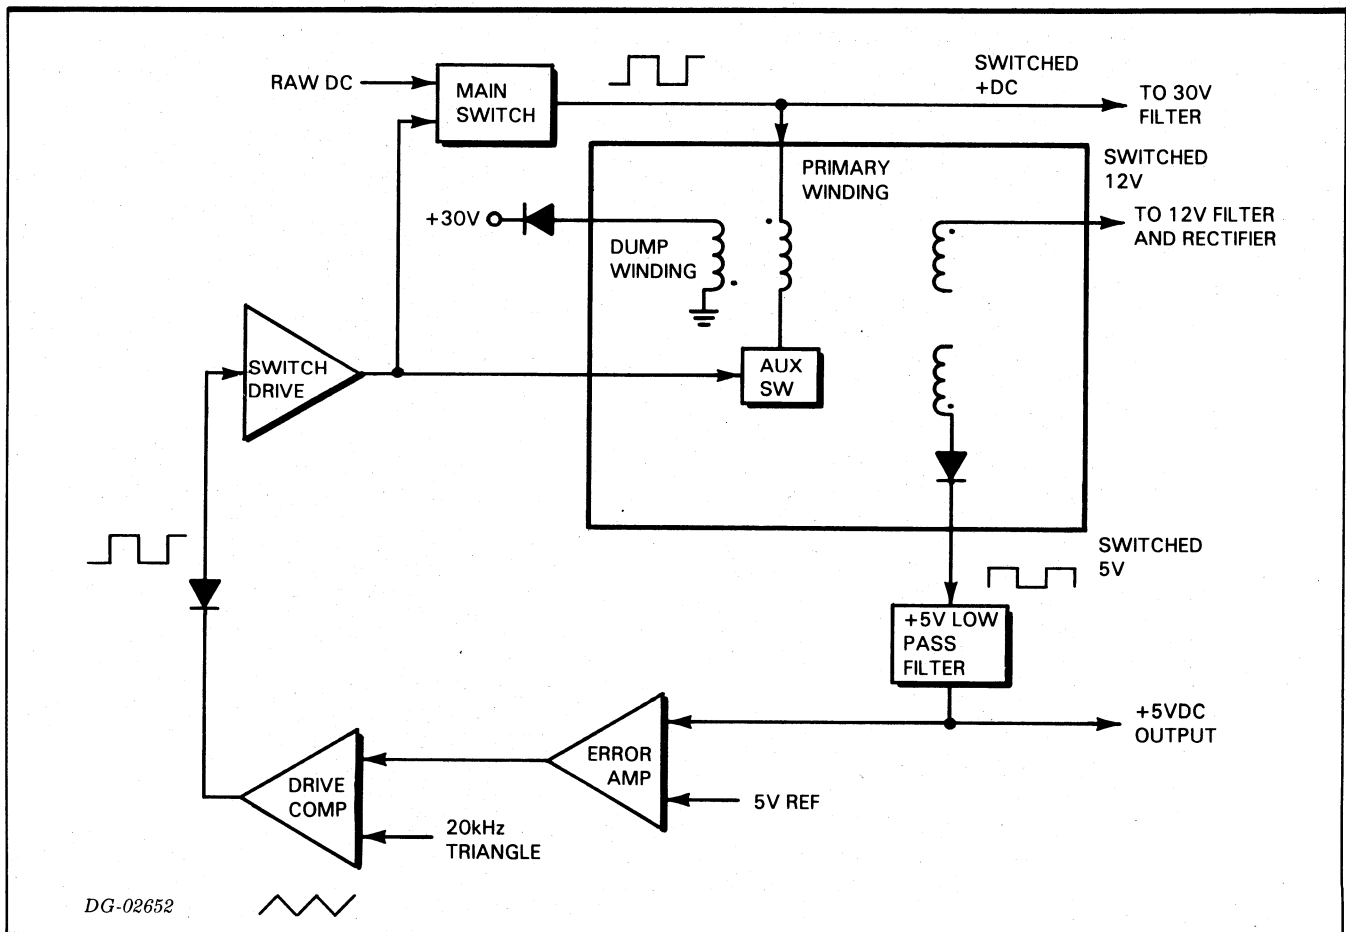 RAW DC
MAIN
SWITCH
SWITCHED
+DC
TO 30V
FILTER
PRIMARY
WINDING
SWITCHED
12V
+30V
DUMP
WINDING
TO 12V FILTER
AND RECTIFIER
SWITCH
DRIVE
AUX
SW
SWITCHED
5V
+5V LOW
PASS
FILTER
ERROR
AMP
+5VDC
OUTPUT
DRIVE
COMP
5V REF
20kHz
TRIANGLE
DG-02652